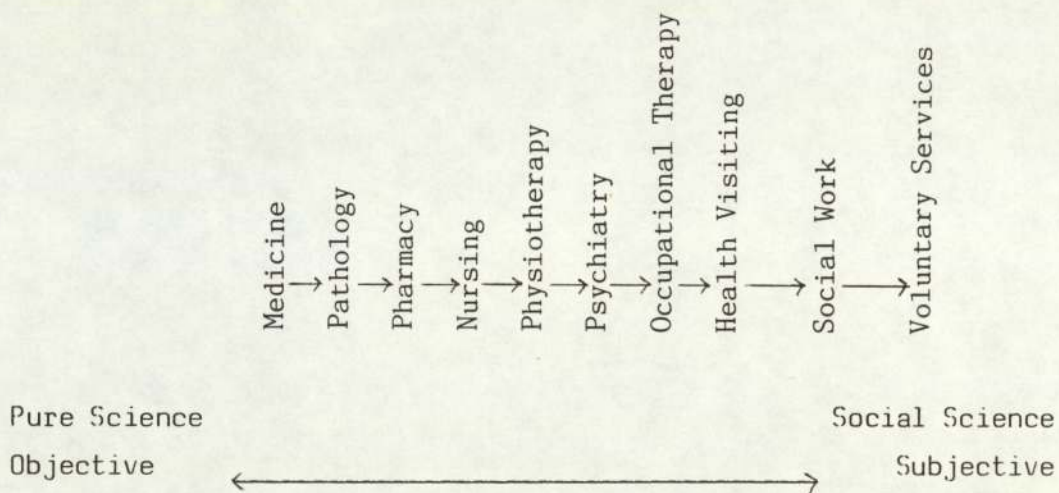 Medicine
Pathology
Pharmacy
Nursing
Physiotherapy
Psychiatry
Occupational Therapy
Health Visiting
Social Work
Voluntary Services
Pure Science
Social Science
Objective
Subjective